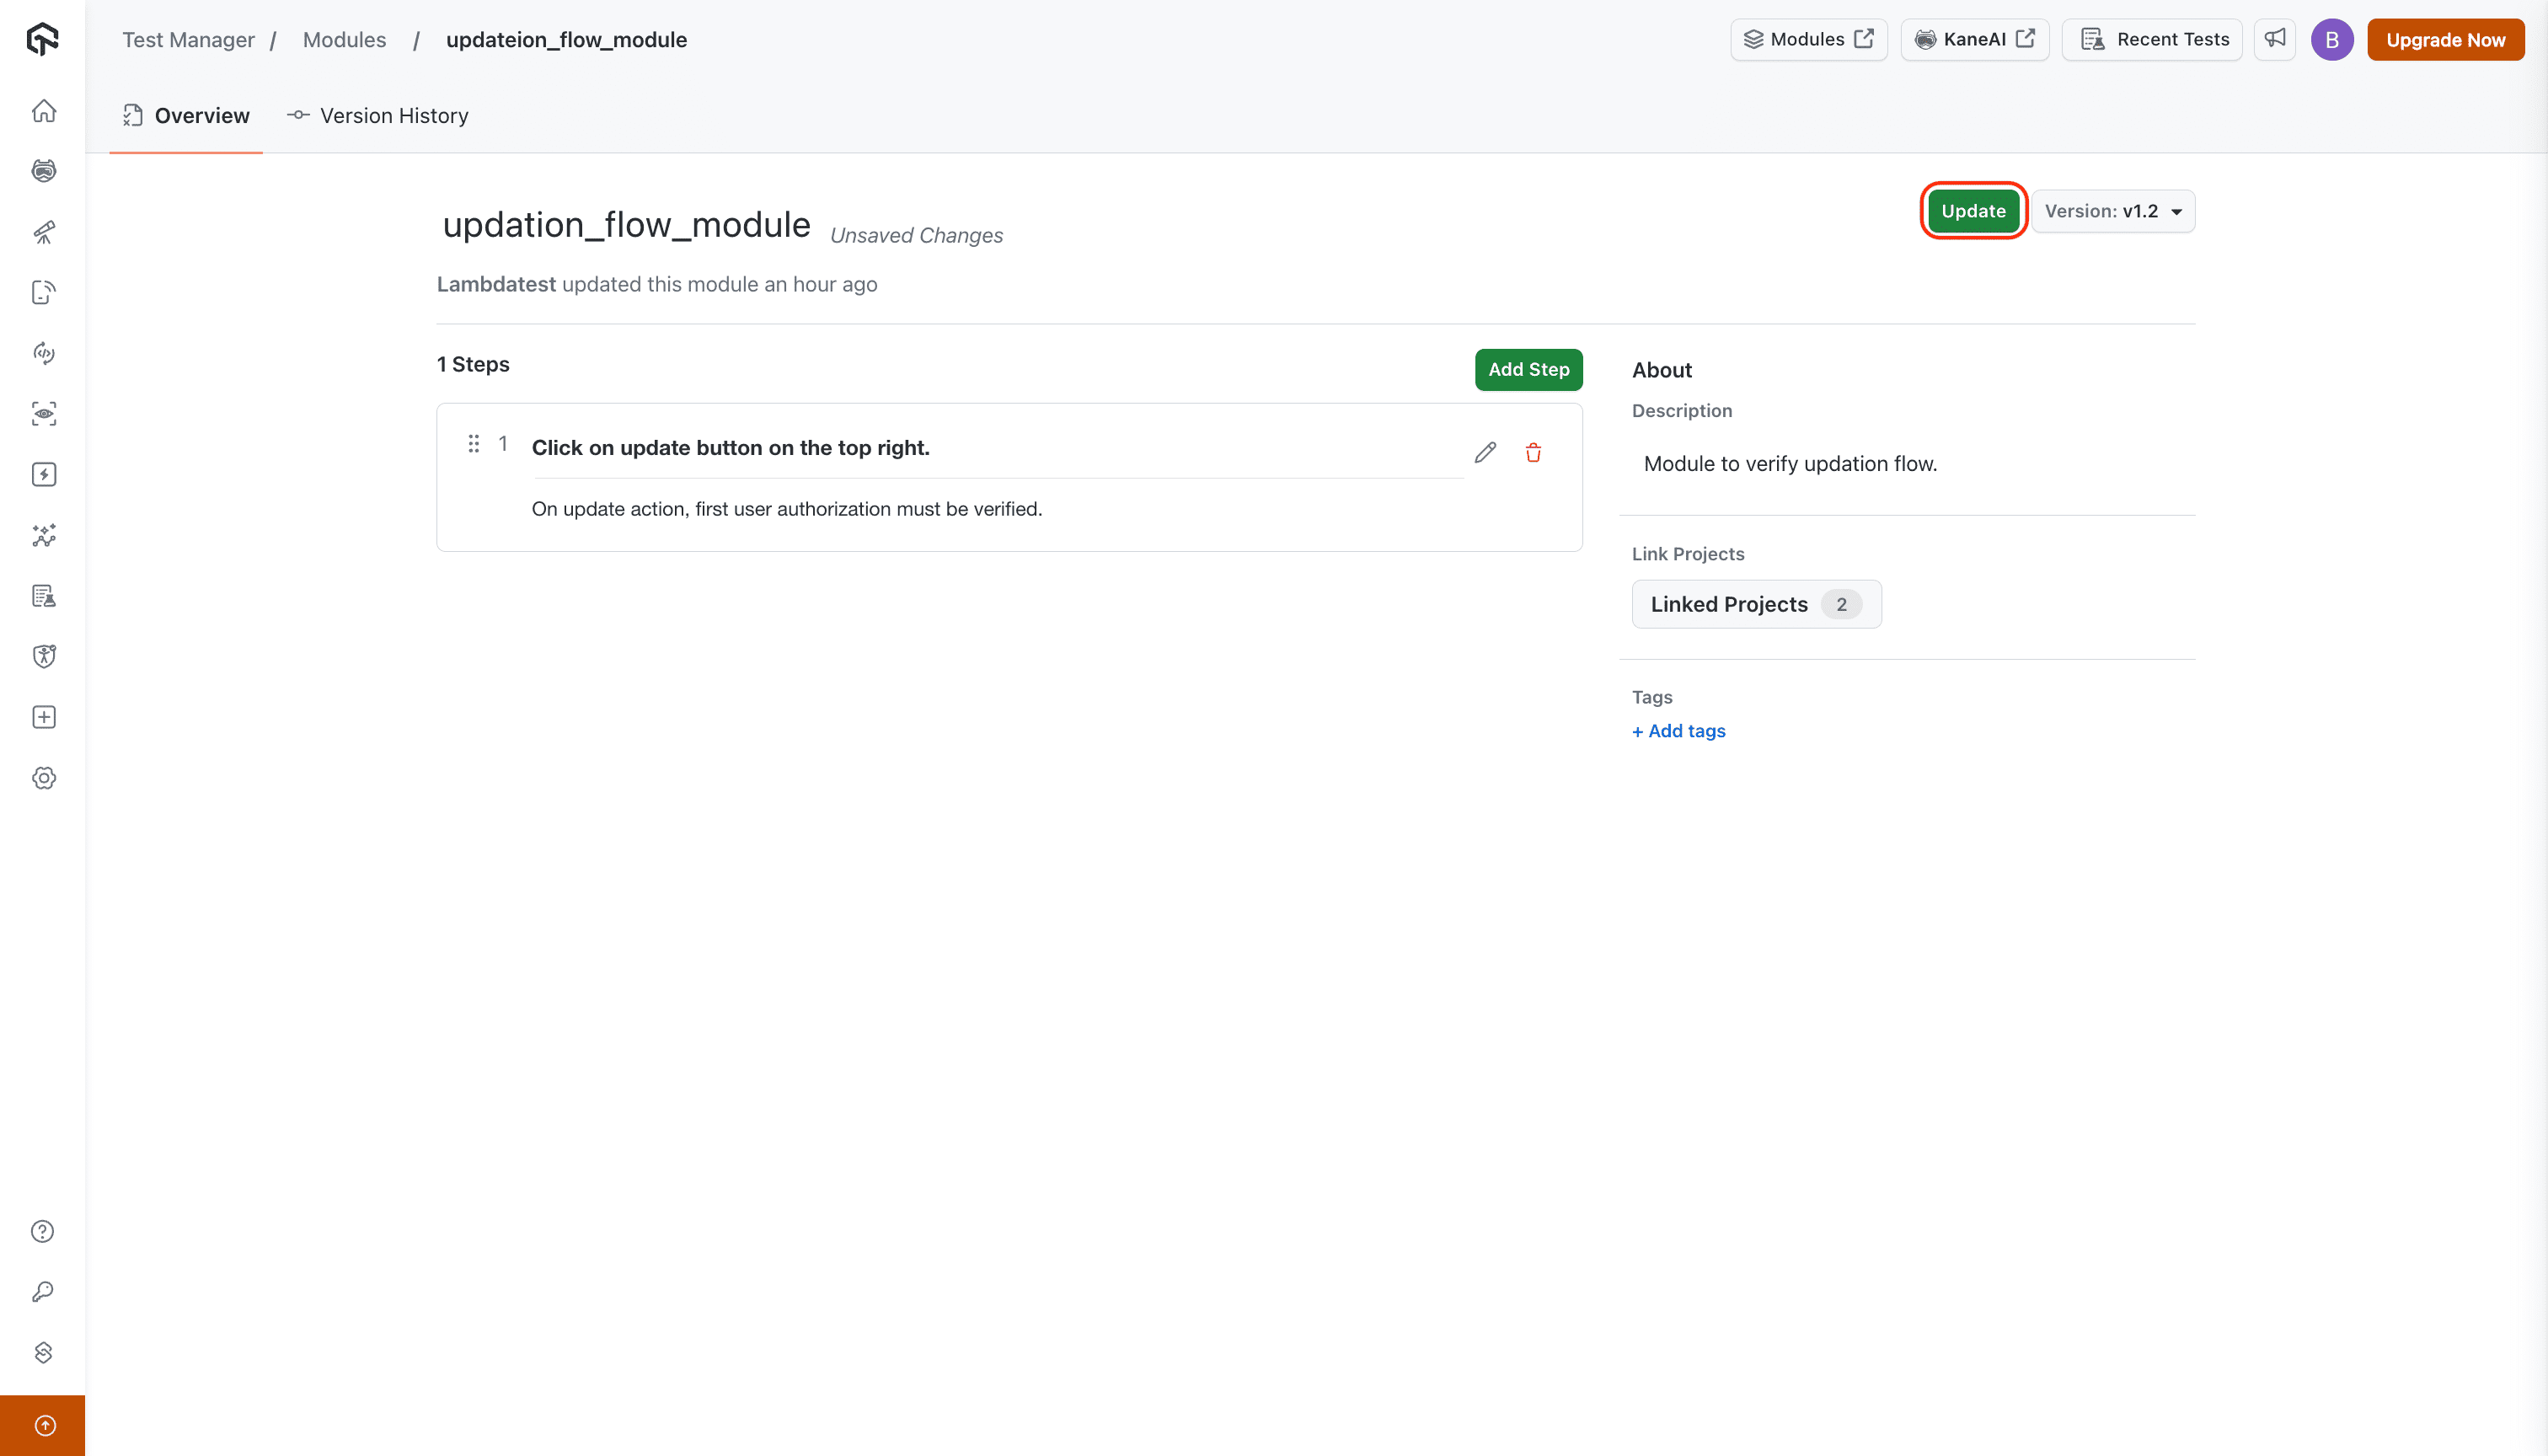 Test Manager / Modules / updateion_flow_module
Modules KaneAI Recent Tests B Upgrade Now
Overview Version History
updation_flow_module Unsaved Changes
Update Version: v1.2
Lambdatest updated this module an hour ago
1 Steps Add Step
1 Click on update button on the top right.
On update action, first user authorization must be verified.
About
Description
Module to verify updation flow.
Link Projects
Linked Projects 2
Tags
+ Add tags